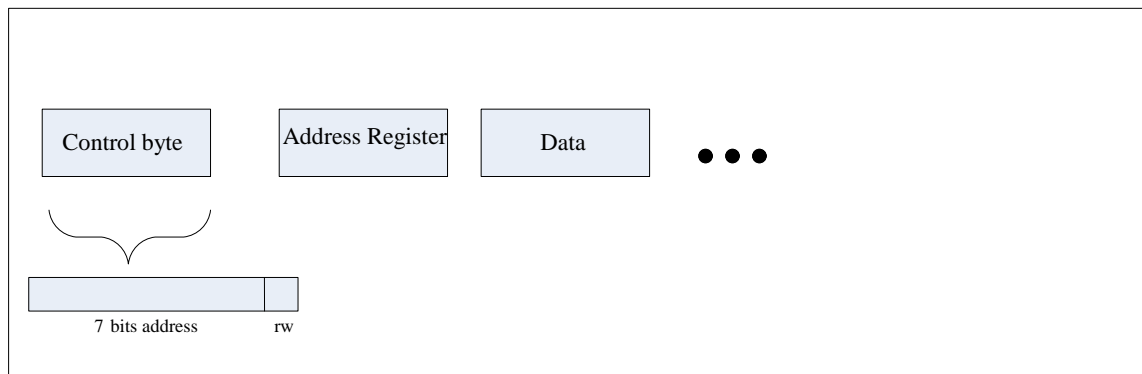 Control byte
Address Register
Data
7 bits address
rw